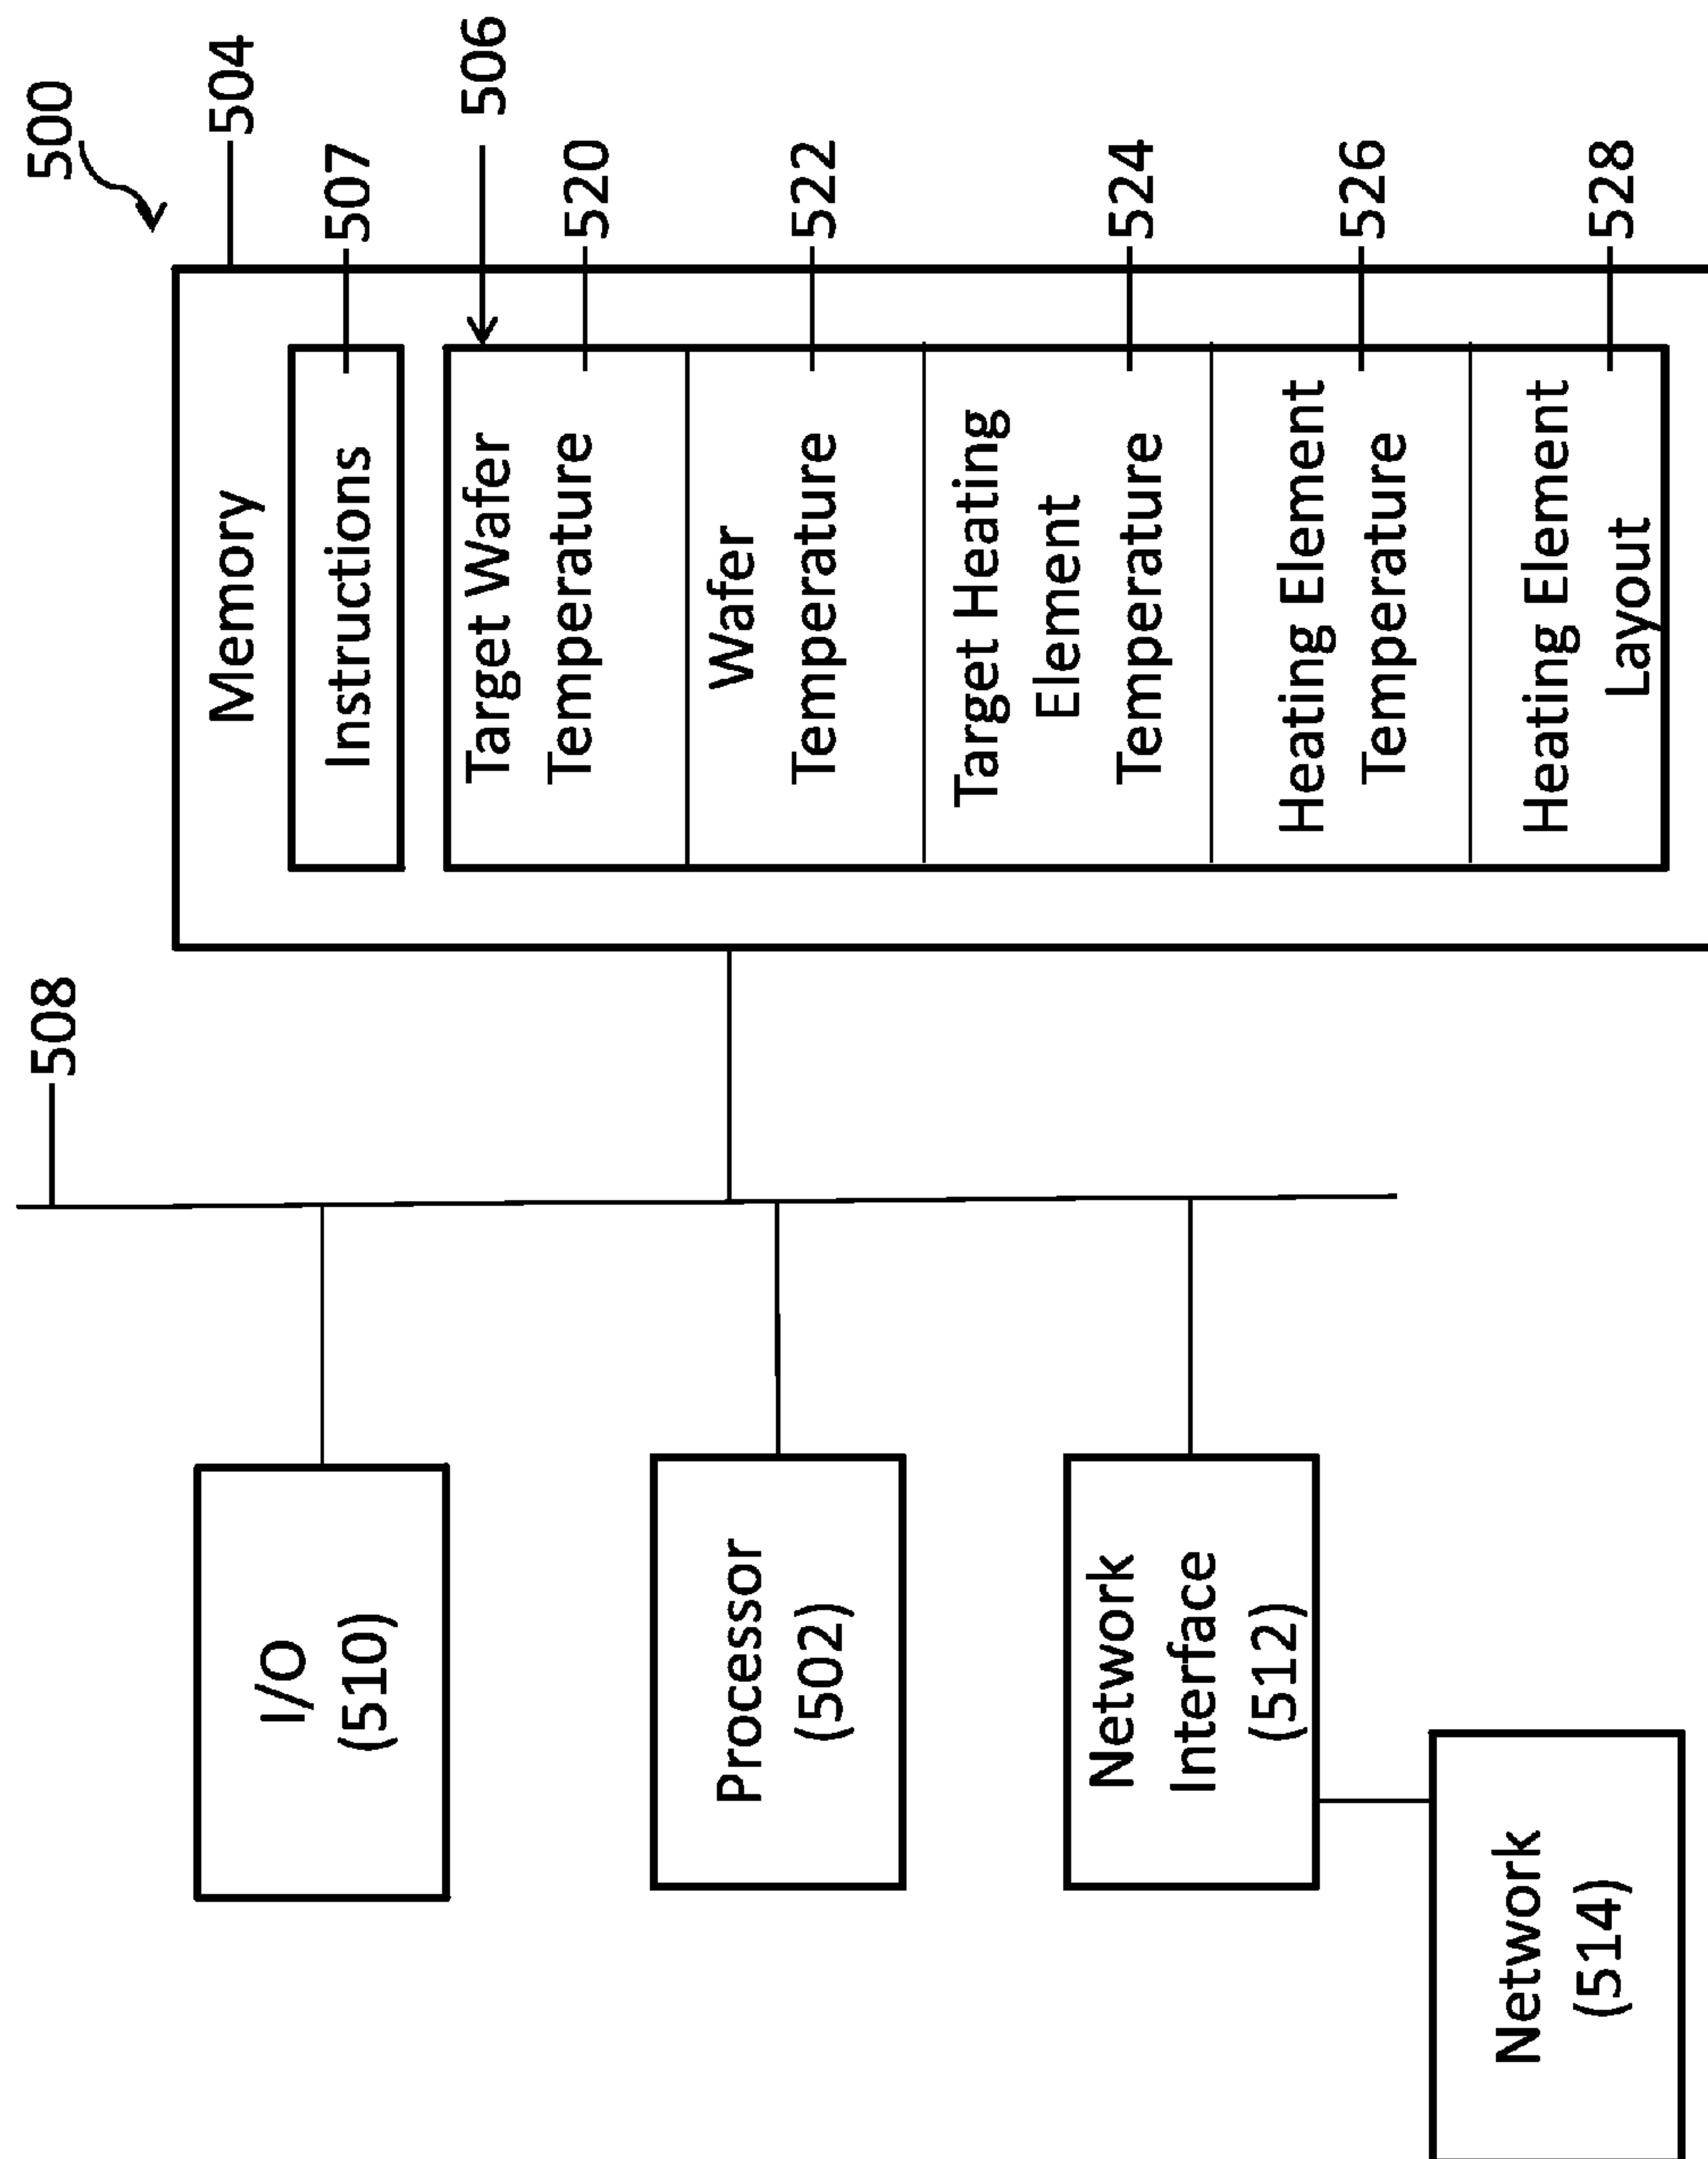 500
508
504
I/O
(510)
Memory
Instructions
507
506
Target Wafer
Temperature
520
Processor
(502)
Wafer
Temperature
522
Target Heating
Element
Temperature
524
Network
Interface
(512)
Heating Element
Temperature
526
Heating Element
Layout
528
Network
(514)